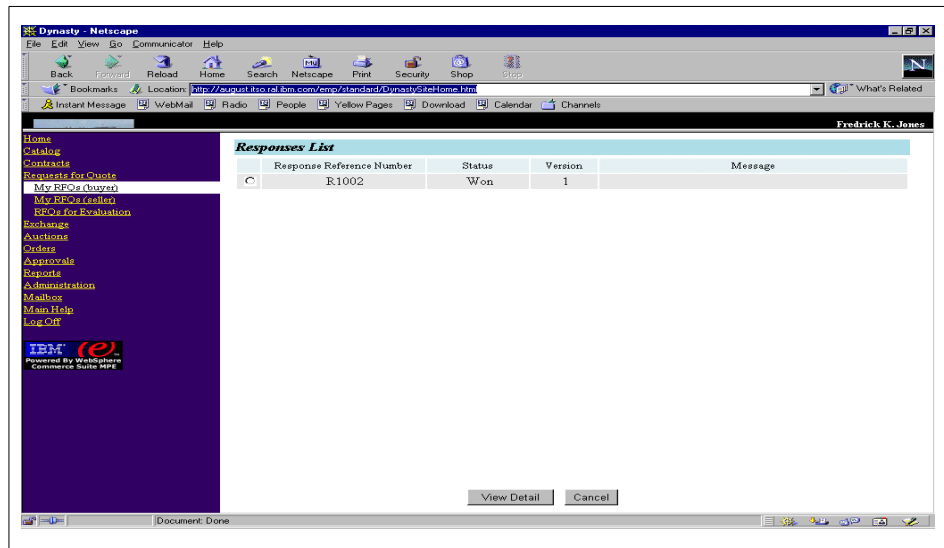 Dynasty - Netscape
File Edit View Go Communicator Help
Back Forward Reload Home Search Netscape Print Security Shop Stop
Bookmarks Location: http://august.itso.ral.ibm.com/emp/standard/DynastySiteHome.html What's Related
Instant Message WebMail Radio People Yellow Pages Download Calendar Channels
Fredrick K. Jones
Home
Catalog
Contracts
Requests for Quote
My RFQs (buyer)
My RFQs (seller)
RFQs for Evaluation
Exchange
Auctions
Orders
Approvals
Reports
Administration
Mailbox
Main Help
Log Off
IBM
Powered By WebSphere
Commerce Suite MPE
Responses List
Response Reference Number Status Version Message
R1002 Won 1
View Detail Cancel
Document: Done